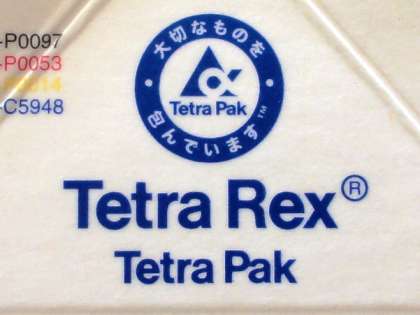 -P0097
-P0053
-C5948
大切なものを
Tetra Pak
包んでいます™
Tetra Rex®
Tetra Pak